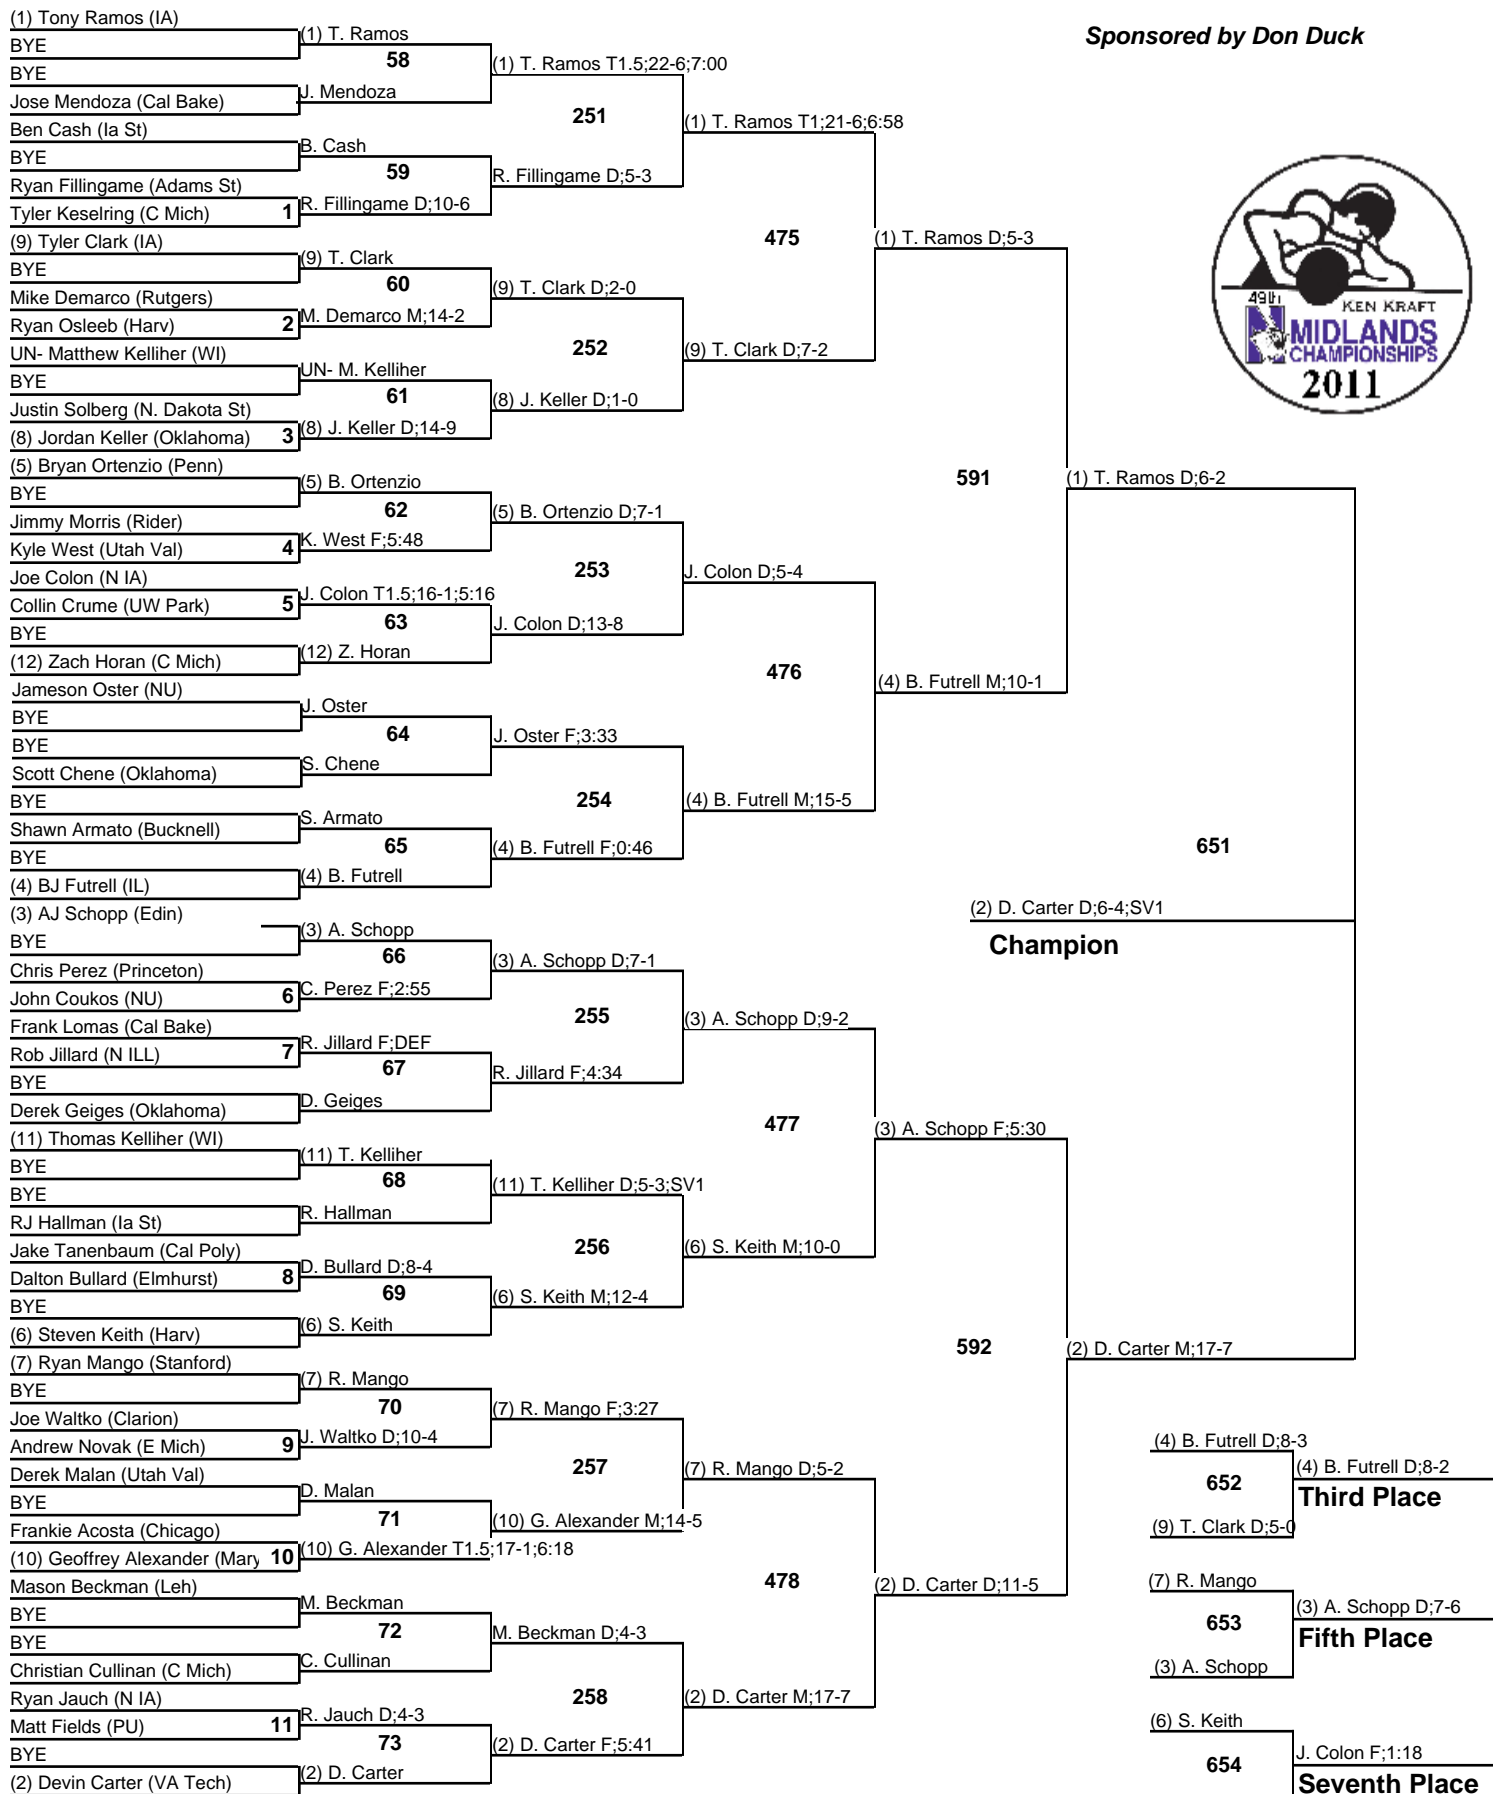 (1) Tony Ramos (IA)
BYE
BYE
Jose Mendoza (Cal Bake)
Ben Cash (Ia St)
BYE
Ryan Fillingame (Adams St)
Tyler Keselring (C Mich) 1
(9) Tyler Clark (IA)
BYE
Mike Demarco (Rutgers)
Ryan Osleeb (Harv) 2
UN- Matthew Kelliher (WI)
BYE
Justin Solberg (N. Dakota St)
(8) Jordan Keller (Oklahoma) 3
(5) Bryan Ortenzio (Penn)
BYE
Jimmy Morris (Rider)
Kyle West (Utah Val) 4
Joe Colon (N IA)
Collin Crume (UW Park) 5
BYE
(12) Zach Horan (C Mich)
Jameson Oster (NU)
BYE
BYE
Scott Chene (Oklahoma)
BYE
Shawn Armato (Bucknell)
BYE
(4) BJ Futrell (IL)
(3) AJ Schopp (Edin)
BYE
Chris Perez (Princeton)
John Coukos (NU) 6
Frank Lomas (Cal Bake)
Rob Jillard (N ILL) 7
BYE
Derek Geiges (Oklahoma)
(11) Thomas Kelliher (WI)
BYE
BYE
RJ Hallman (Ia St)
Jake Tanenbaum (Cal Poly)
Dalton Bullard (Elmhurst) 8
BYE
(6) Steven Keith (Harv)
(7) Ryan Mango (Stanford)
BYE
Joe Waltko (Clarion)
Andrew Novak (E Mich) 9
Derek Malan (Utah Val)
BYE
Frankie Acosta (Chicago)
(10) Geoffrey Alexander (Mary 10
Mason Beckman (Leh)
BYE
BYE
Christian Cullinan (C Mich)
Ryan Jauch (N IA)
Matt Fields (PU) 11
BYE
(2) Devin Carter (VA Tech)
(1) T. Ramos
58
J. Mendoza
B. Cash
59
R. Fillingame D;10-6
(9) T. Clark
60
M. Demarco M;14-2
UN- M. Kelliher
61
(8) J. Keller D;14-9
(5) B. Ortenzio
62
K. West F;5:48
J. Colon T1.5;16-1;5:16
63
(12) Z. Horan
J. Oster
64
S. Chene
S. Armato
65
(4) B. Futrell
(3) A. Schopp
66
C. Perez F;2:55
R. Jillard F;DEF
67
D. Geiges
(11) T. Kelliher
68
R. Hallman
D. Bullard D;8-4
69
(6) S. Keith
(7) R. Mango
70
J. Waltko D;10-4
D. Malan
71
(10) G. Alexander T1.5;17-1;6:18
M. Beckman
72
C. Cullinan
R. Jauch D;4-3
73
(2) D. Carter
(1) T. Ramos T1.5;22-6;7:00
251
R. Fillingame D;5-3
(9) T. Clark D;2-0
252
(8) J. Keller D;1-0
(5) B. Ortenzio D;7-1
253
J. Colon D;13-8
J. Oster F;3:33
254
(4) B. Futrell F;0:46
(3) A. Schopp D;7-1
255
R. Jillard F;4:34
(11) T. Kelliher D;5-3;SV1
256
(6) S. Keith M;12-4
(7) R. Mango F;3:27
257
(10) G. Alexander M;14-5
M. Beckman D;4-3
258
(2) D. Carter F;5:41
(1) T. Ramos T1;21-6;6:58
475
(9) T. Clark D;7-2
J. Colon D;5-4
476
(4) B. Futrell M;15-5
(3) A. Schopp D;9-2
477
(6) S. Keith M;10-0
(7) R. Mango D;5-2
478
(2) D. Carter M;17-7
(1) T. Ramos D;5-3
591
(4) B. Futrell M;10-1
(3) A. Schopp F;5:30
592
(2) D. Carter D;11-5
(1) T. Ramos D;6-2
651
(2) D. Carter M;17-7
(2) D. Carter D;6-4;SV1
Champion
Sponsored by Don Duck
49th
KEN KRAFT
N
MIDLANDS
CHAMPIONSHIPS
2011
(4) B. Futrell D;8-3
652
(9) T. Clark D;5-0
(4) B. Futrell D;8-2
Third Place
(7) R. Mango
653
(3) A. Schopp
(3) A. Schopp D;7-6
Fifth Place
(6) S. Keith
654
J. Colon F;1:18
Seventh Place